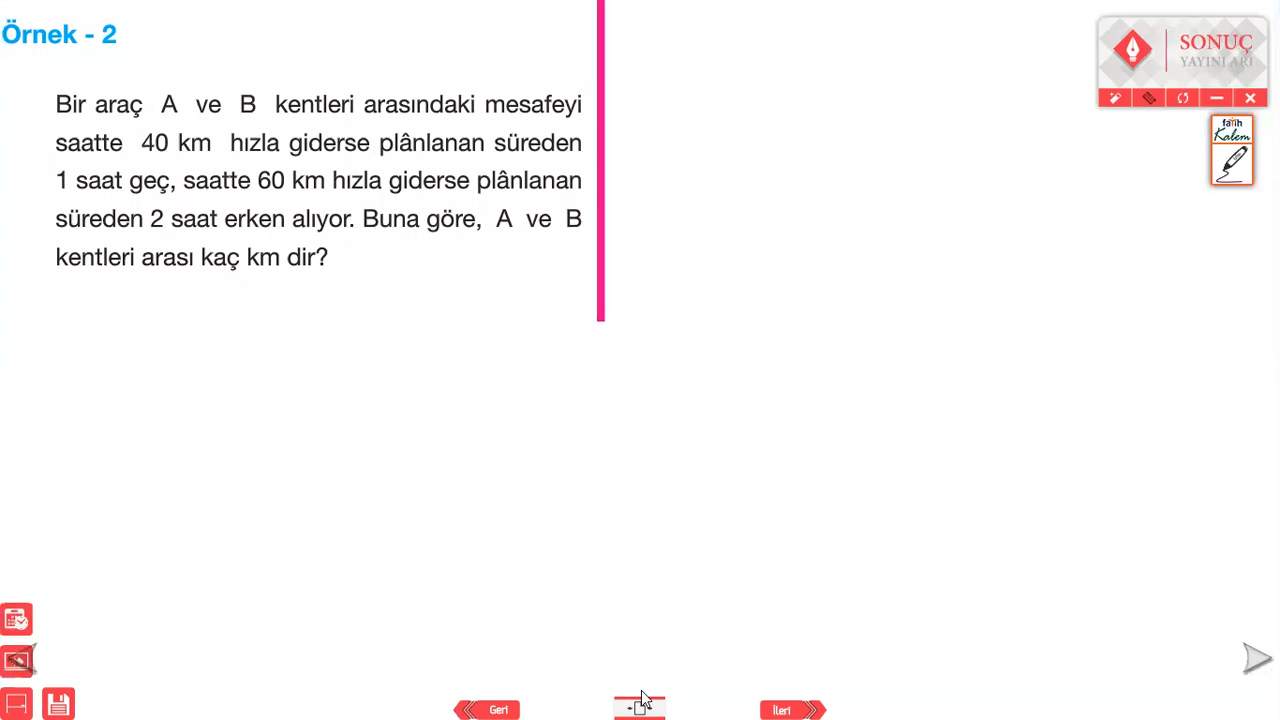 Örnek - 2
Bir araç A ve B kentleri arasındaki mesafeyi
saatte 40 km hızla giderse plânlanan süreden
1 saat geç, saatte 60 km hızla giderse plânlanan
süreden 2 saat erken alıyor. Buna göre, A ve B
kentleri arası kaç km dir?
SONUÇ
YAYINLARI
fatih
Kalem
Geri
İleri